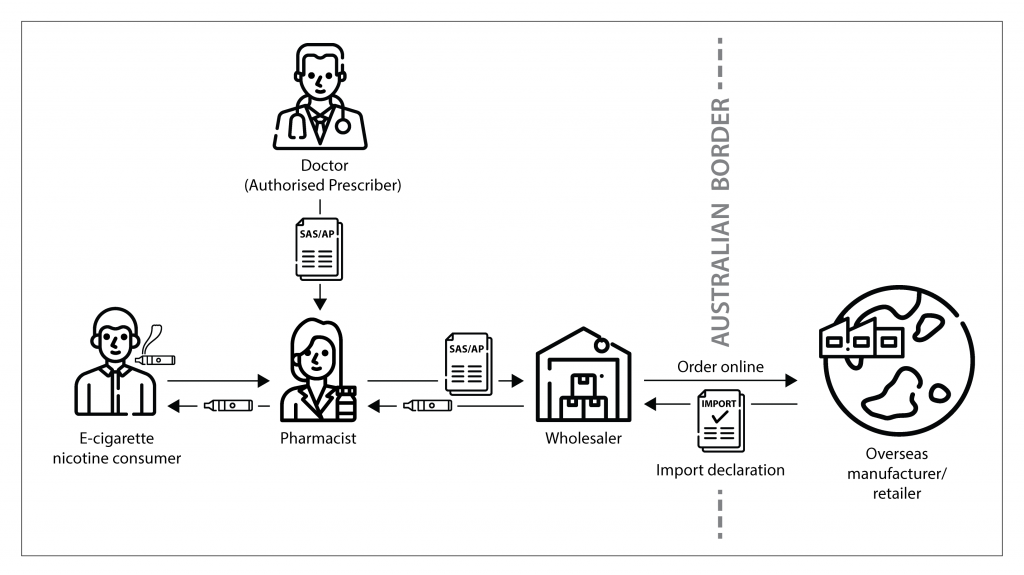 Doctor
(Authorised Prescriber)
SAS/AP
AUSTRALIAN BORDER
SAS/AP
Order online
IMPORT
Import declaration
E-cigarette
nicotine consumer
Pharmacist
Wholesaler
Overseas
manufacturer/
retailer